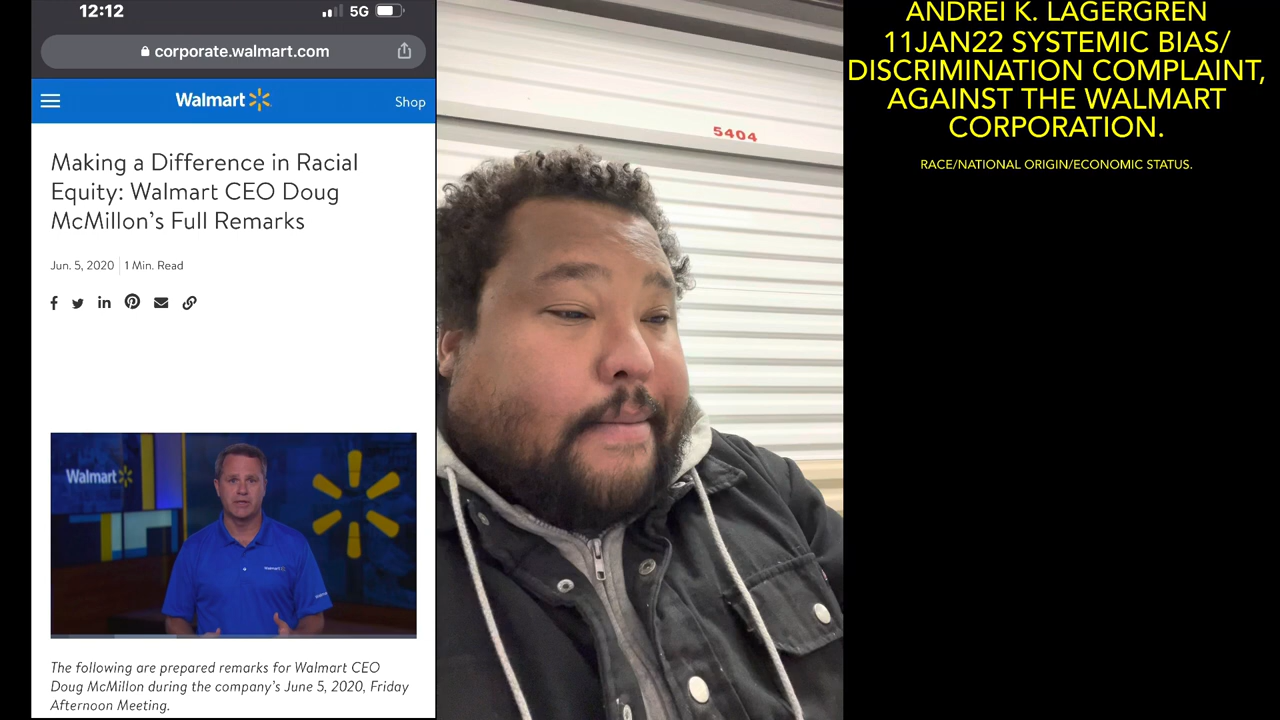 12:12
5G
corporate.walmart.com
Walmart
Shop
Making a Difference in Racial
Equity: Walmart CEO Doug
McMillon's Full Remarks
Jun. 5, 2020 | 1 Min. Read
Walmart
Walmart
The following are prepared remarks for Walmart CEO
Doug McMillon during the company's June 5, 2020, Friday
Afternoon Meeting.
5404
ANDREI K. LAGERGREN
11JAN22 SYSTEMIC BIAS/
DISCRIMINATION COMPLAINT,
AGAINST THE WALMART
CORPORATION.
RACE/NATIONAL ORIGIN/ECONOMIC STATUS.